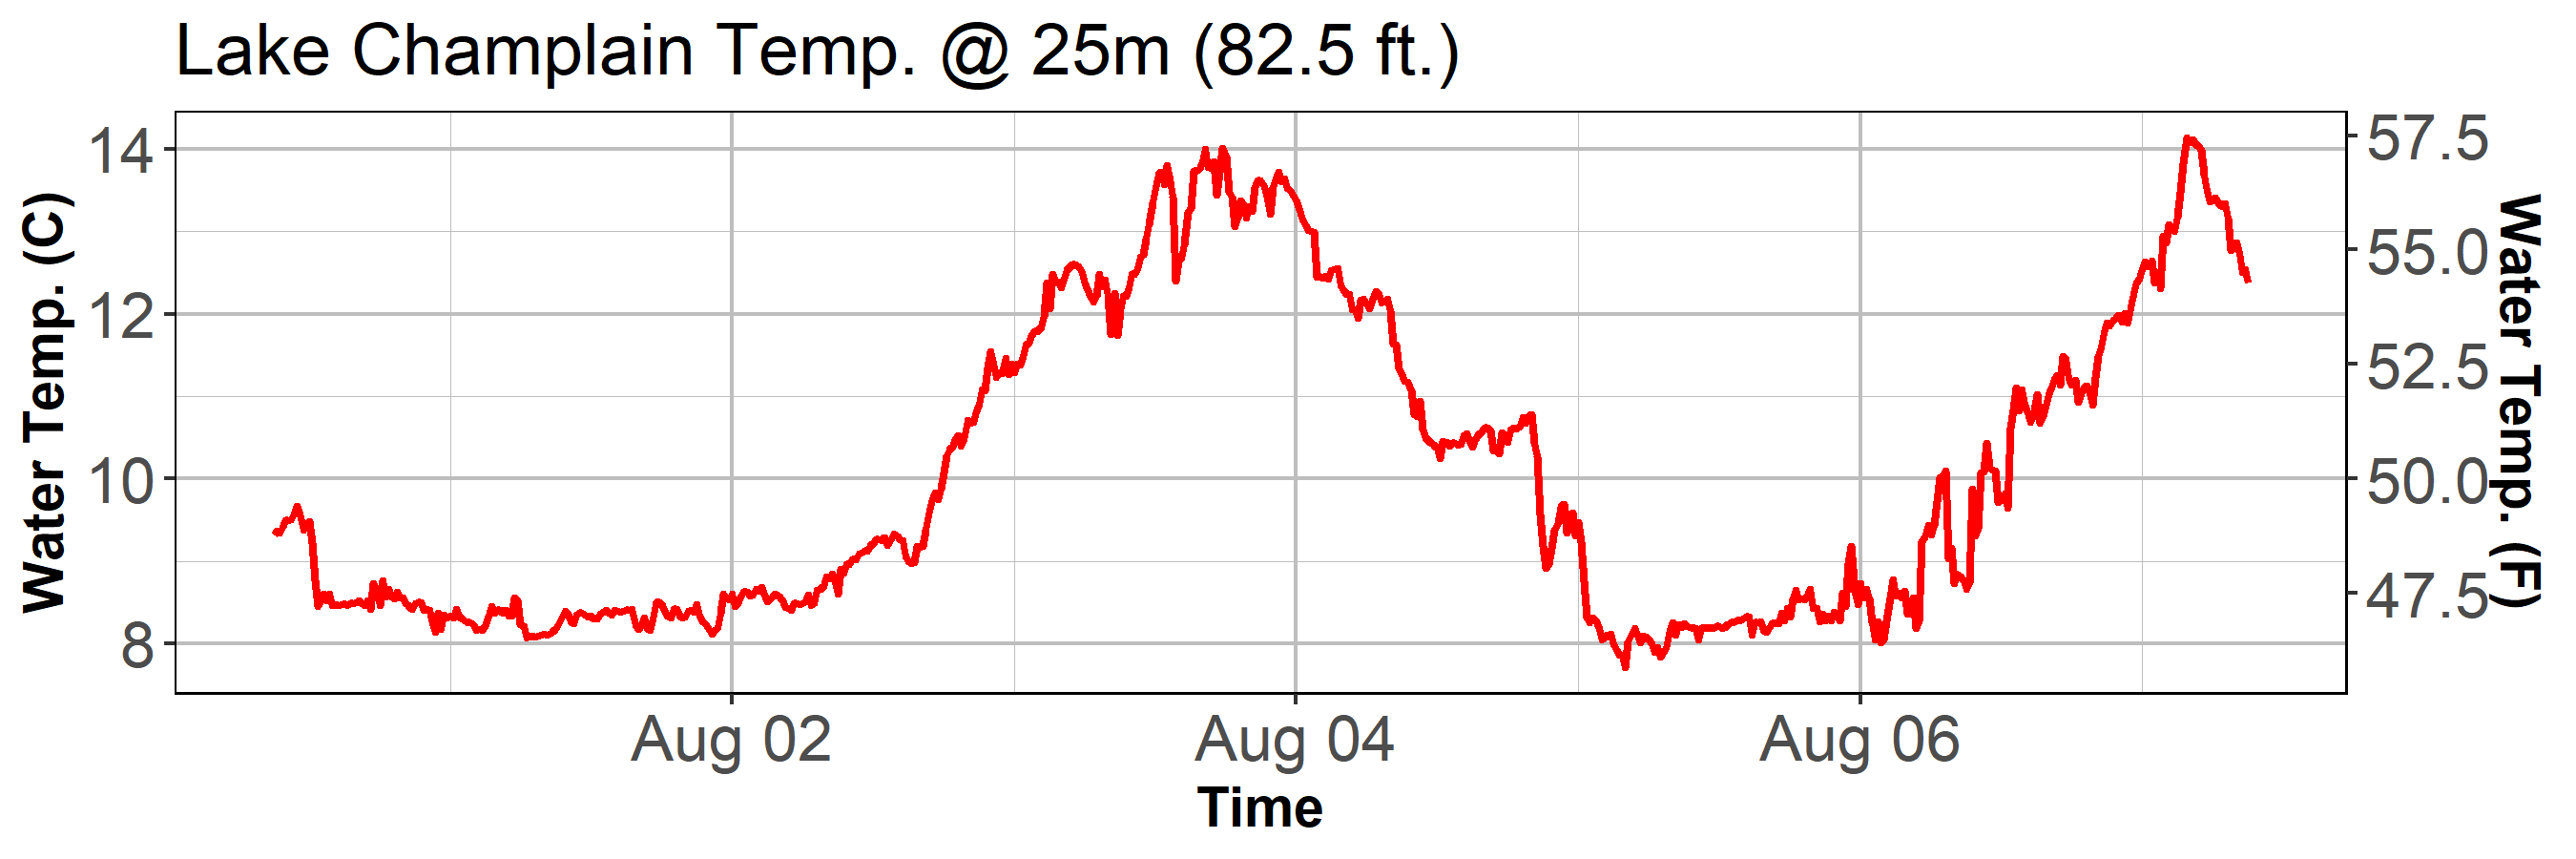 Lake Champlain Temp. @ 25m (82.5 ft.)
Water Temp. (C)
14
12
10
8
57.5
55.0
52.5
50.0
47.5
Water Temp. (F)
Aug 02
Aug 04
Aug 06
Time